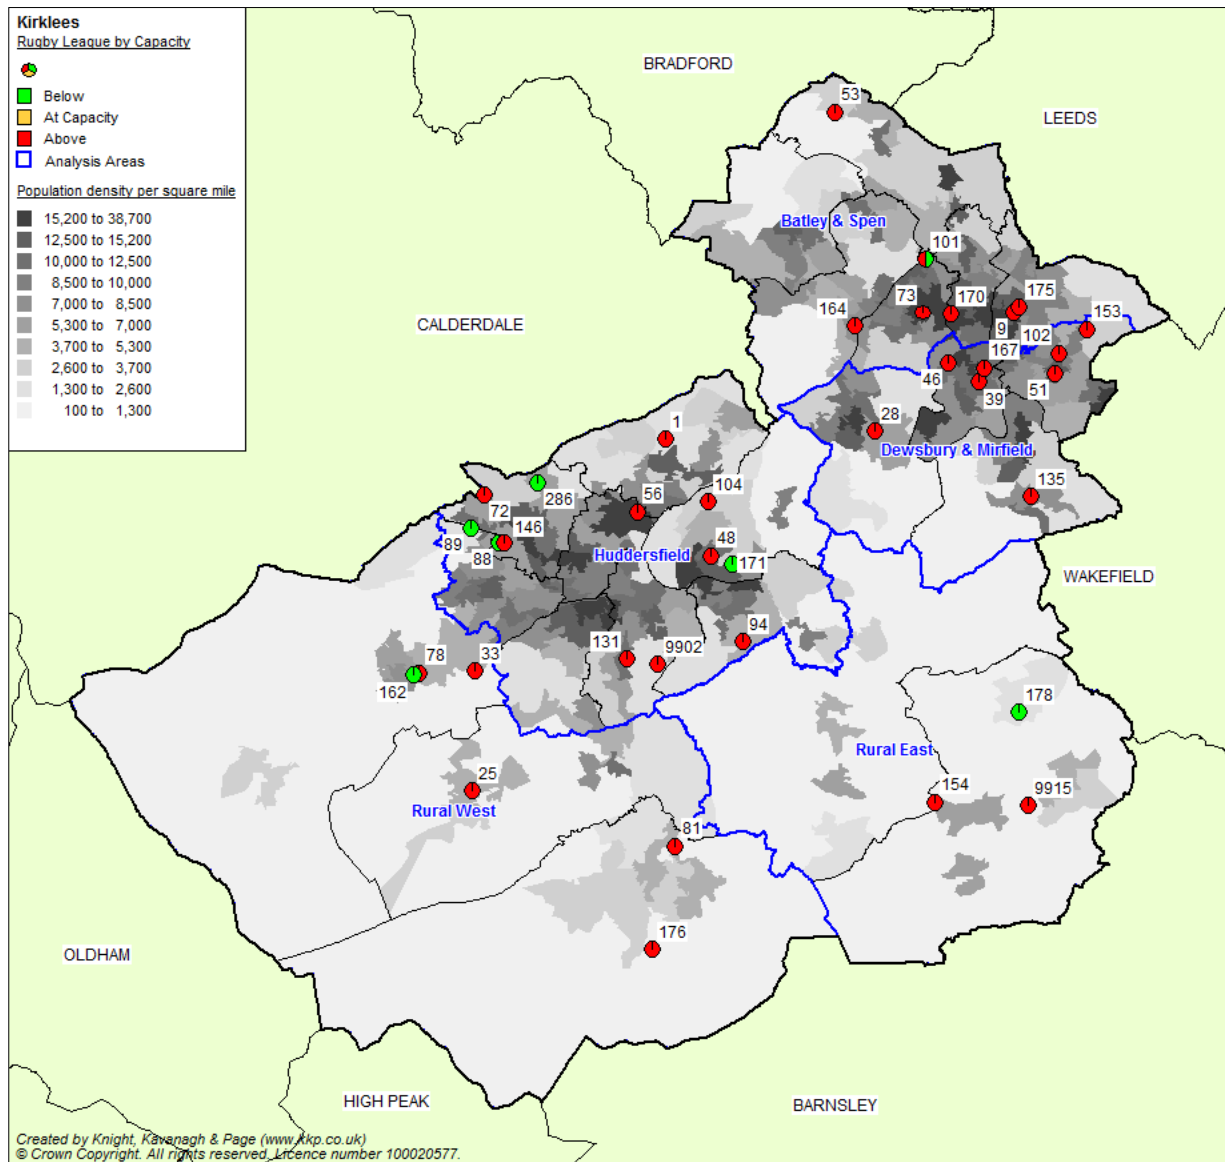 Kirklees
Rugby League by Capacity
Below
At Capacity
Above
Analysis Areas
Population density per square mile
15,200 to 38,700
12,500 to 15,200
10,000 to 12,500
8,500 to 10,000
7,000 to 8,500
5,300 to 7,000
3,700 to 5,300
2,600 to 3,700
1,300 to 2,600
100 to 1,300
BRADFORD
53
LEEDS
Batley & Spen
101
CALDERDALE
164
73
170
9
175
102
153
46
167
39
51
28
Dewsbury & Mirfield
135
1
72
286
56
104
89
88
146
Huddersfield
48
171
WAKEFIELD
131
9902
94
78
33
162
178
Rural East
25
Rural West
154
9915
81
176
OLDHAM
HIGH PEAK
BARNSLEY
Created by Knight, Kavanagh & Page (www.kkp.co.uk)
© Crown Copyright. All rights reserved. Licence number 100020577.